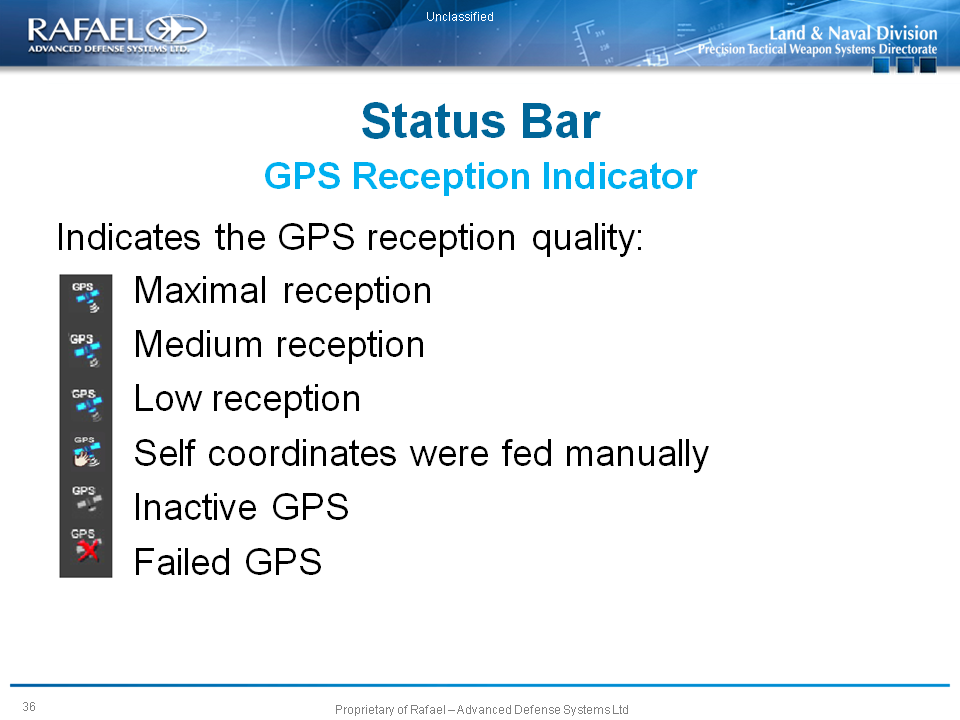 Unclassified
RAFAEL
ADVANCED DEFENSE SYSTEMS LTD.
Land & Naval Division
Precision Tactical Weapon Systems Directorate
Status Bar
GPS Reception Indicator
Indicates the GPS reception quality:
GPS Maximal reception
GPS Medium reception
GPS Low reception
GPS Self coordinates were fed manually
GPS Inactive GPS
GPS Failed GPS
36
Proprietary of Rafael – Advanced Defense Systems Ltd